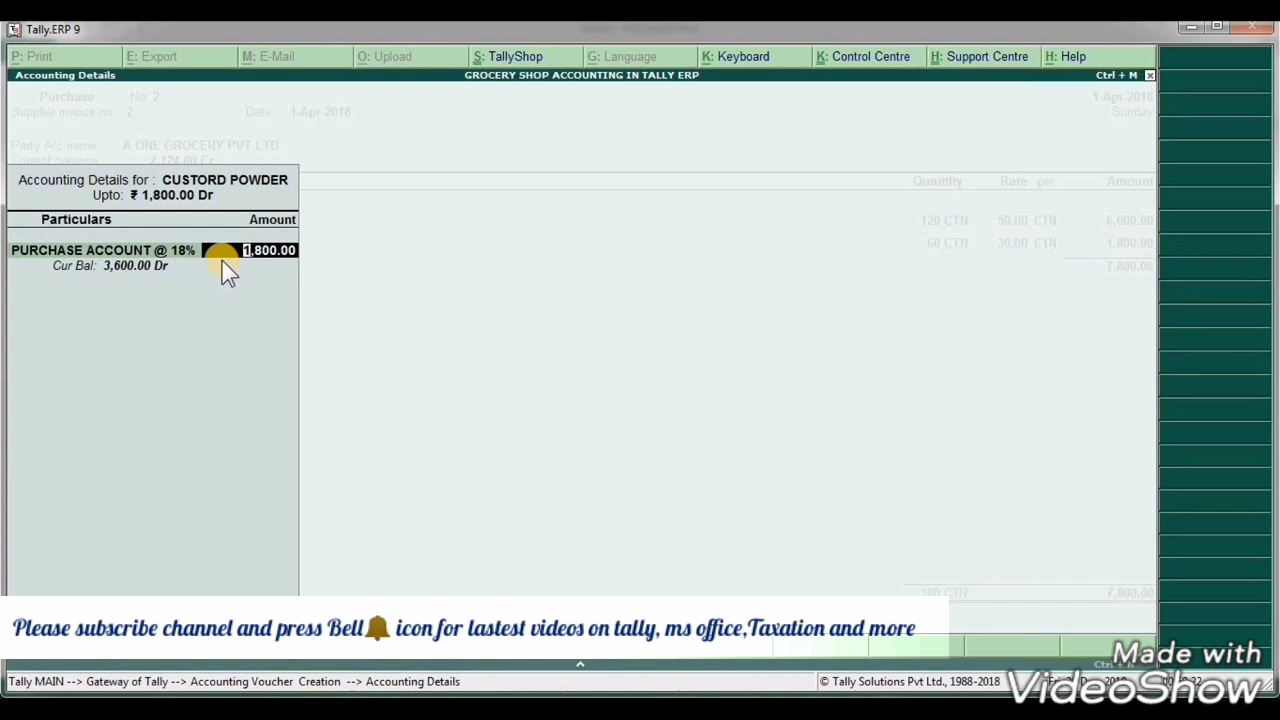 Tally.ERP 9
P: Print E: Export M: E-Mail O: Upload S: TallyShop G: Language K: Keyboard K: Control Centre H: Support Centre H: Help
Accounting Details GROCERY SHOP ACCOUNTING IN TALLY ERP Ctrl + M
Purchase No. 2 1-Apr-2018
Supplier invoice no. 2 Date 1-Apr-2018 Sunday
Party A/c name A ONE GROCERY PVT LTD
Current balance 2,124.00 Cr
Accounting Details for : CUSTORD POWDER
Upto: ₹ 1,800.00 Dr
Quantity Rate per Amount
Particulars Amount
120 CTN 50.00 CTN 6,000.00
60 CTN 30.00 CTN 1,800.00
PURCHASE ACCOUNT @ 18% 1,800.00
Cur Bal: 3,600.00 Dr
7,800.00
180 CTN 7,800.00
Please subscribe channel and press Bell🔔 icon for lastest videos on tally, ms office,Taxation and more
Made with
VideoShow
Tally MAIN --> Gateway of Tally --> Accounting Voucher Creation --> Accounting Details © Tally Solutions Pvt Ltd., 1988-2018